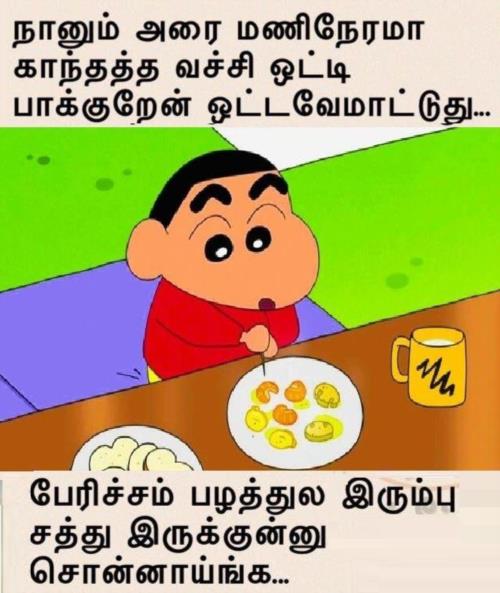 நானும் அரை மணிநேரமா
காந்தத்த வச்சி ஒட்டி
பாக்குறேன் ஒட்டவேமாட்டுது...
பேரிச்சம் பழத்துல இரும்பு
சத்து இருக்குன்னு
சொன்னாய்ங்க...